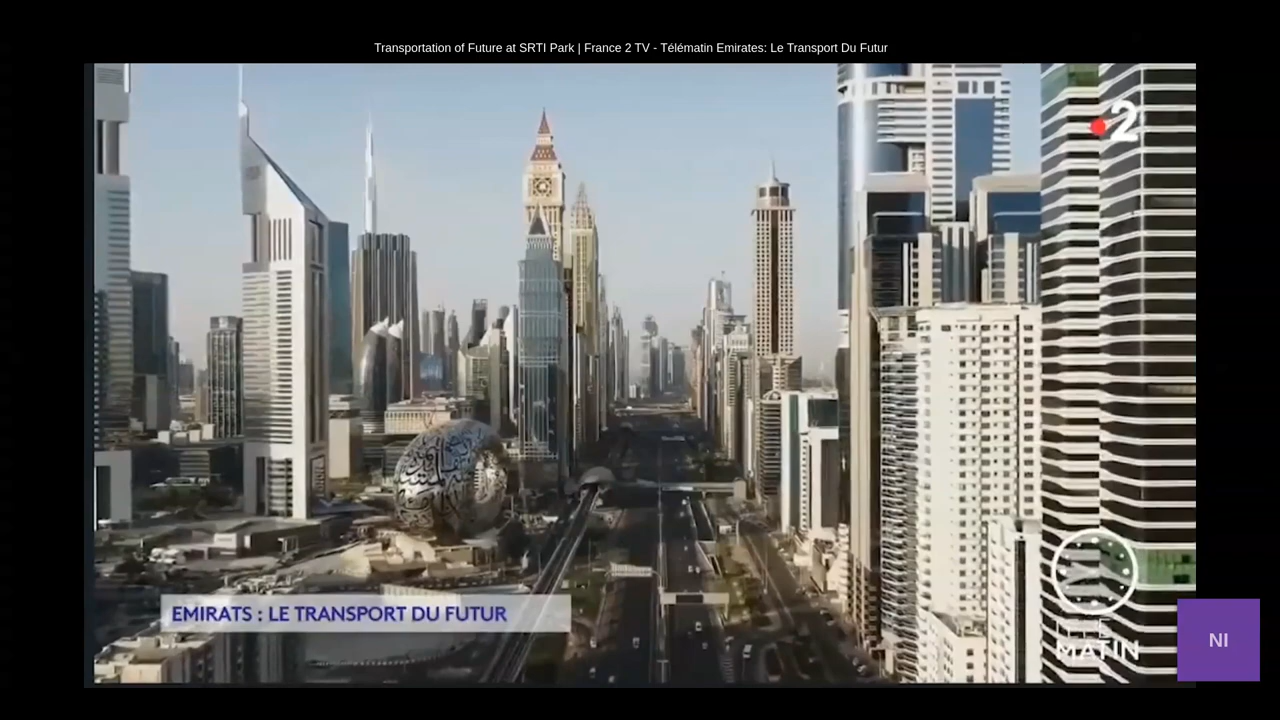 Transportation of Future at SRTI Park | France 2 TV - Télématin Emirates: Le Transport Du Futur
2
EMIRATS : LE TRANSPORT DU FUTUR
TÉLÉ
MATIN
NI